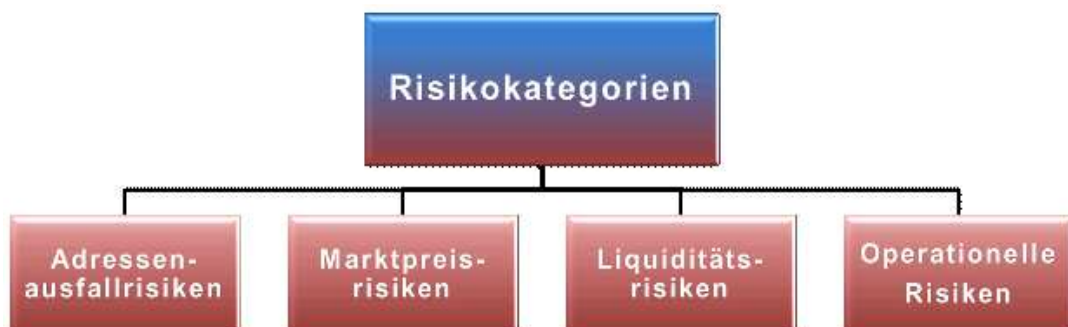 Risikokategorien
Adressen-
ausfallrisiken
Marktpreis-
risiken
Liquiditäts-
risiken
Operationelle
Risiken